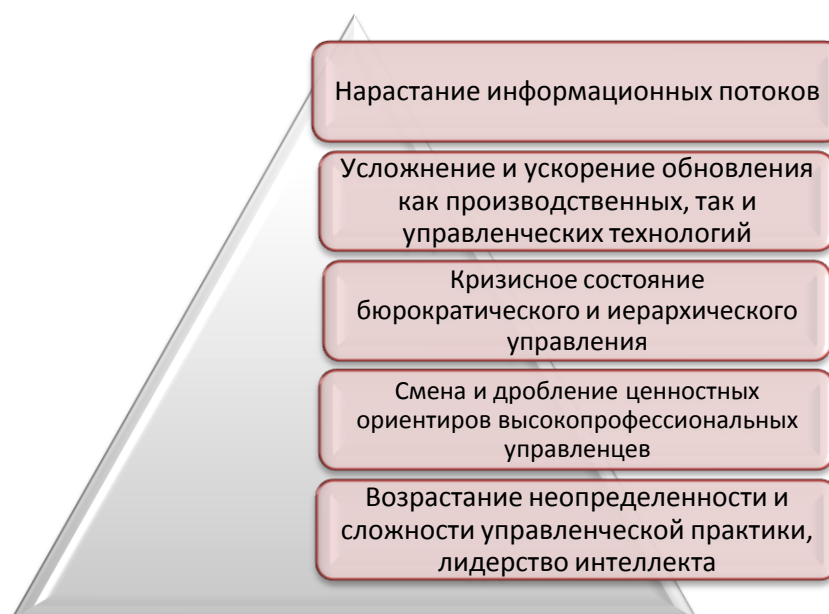 Нарастание информационных потоков
Усложнение и ускорение обновления
как производственных, так и
управленческих технологий
Кризисное состояние
бюрократического и иерархического
управления
Смена и дробление ценностных
ориентиров высокопрофессиональных
управленцев
Возрастание неопределенности и
сложности управленческой практики,
лидерство интеллекта